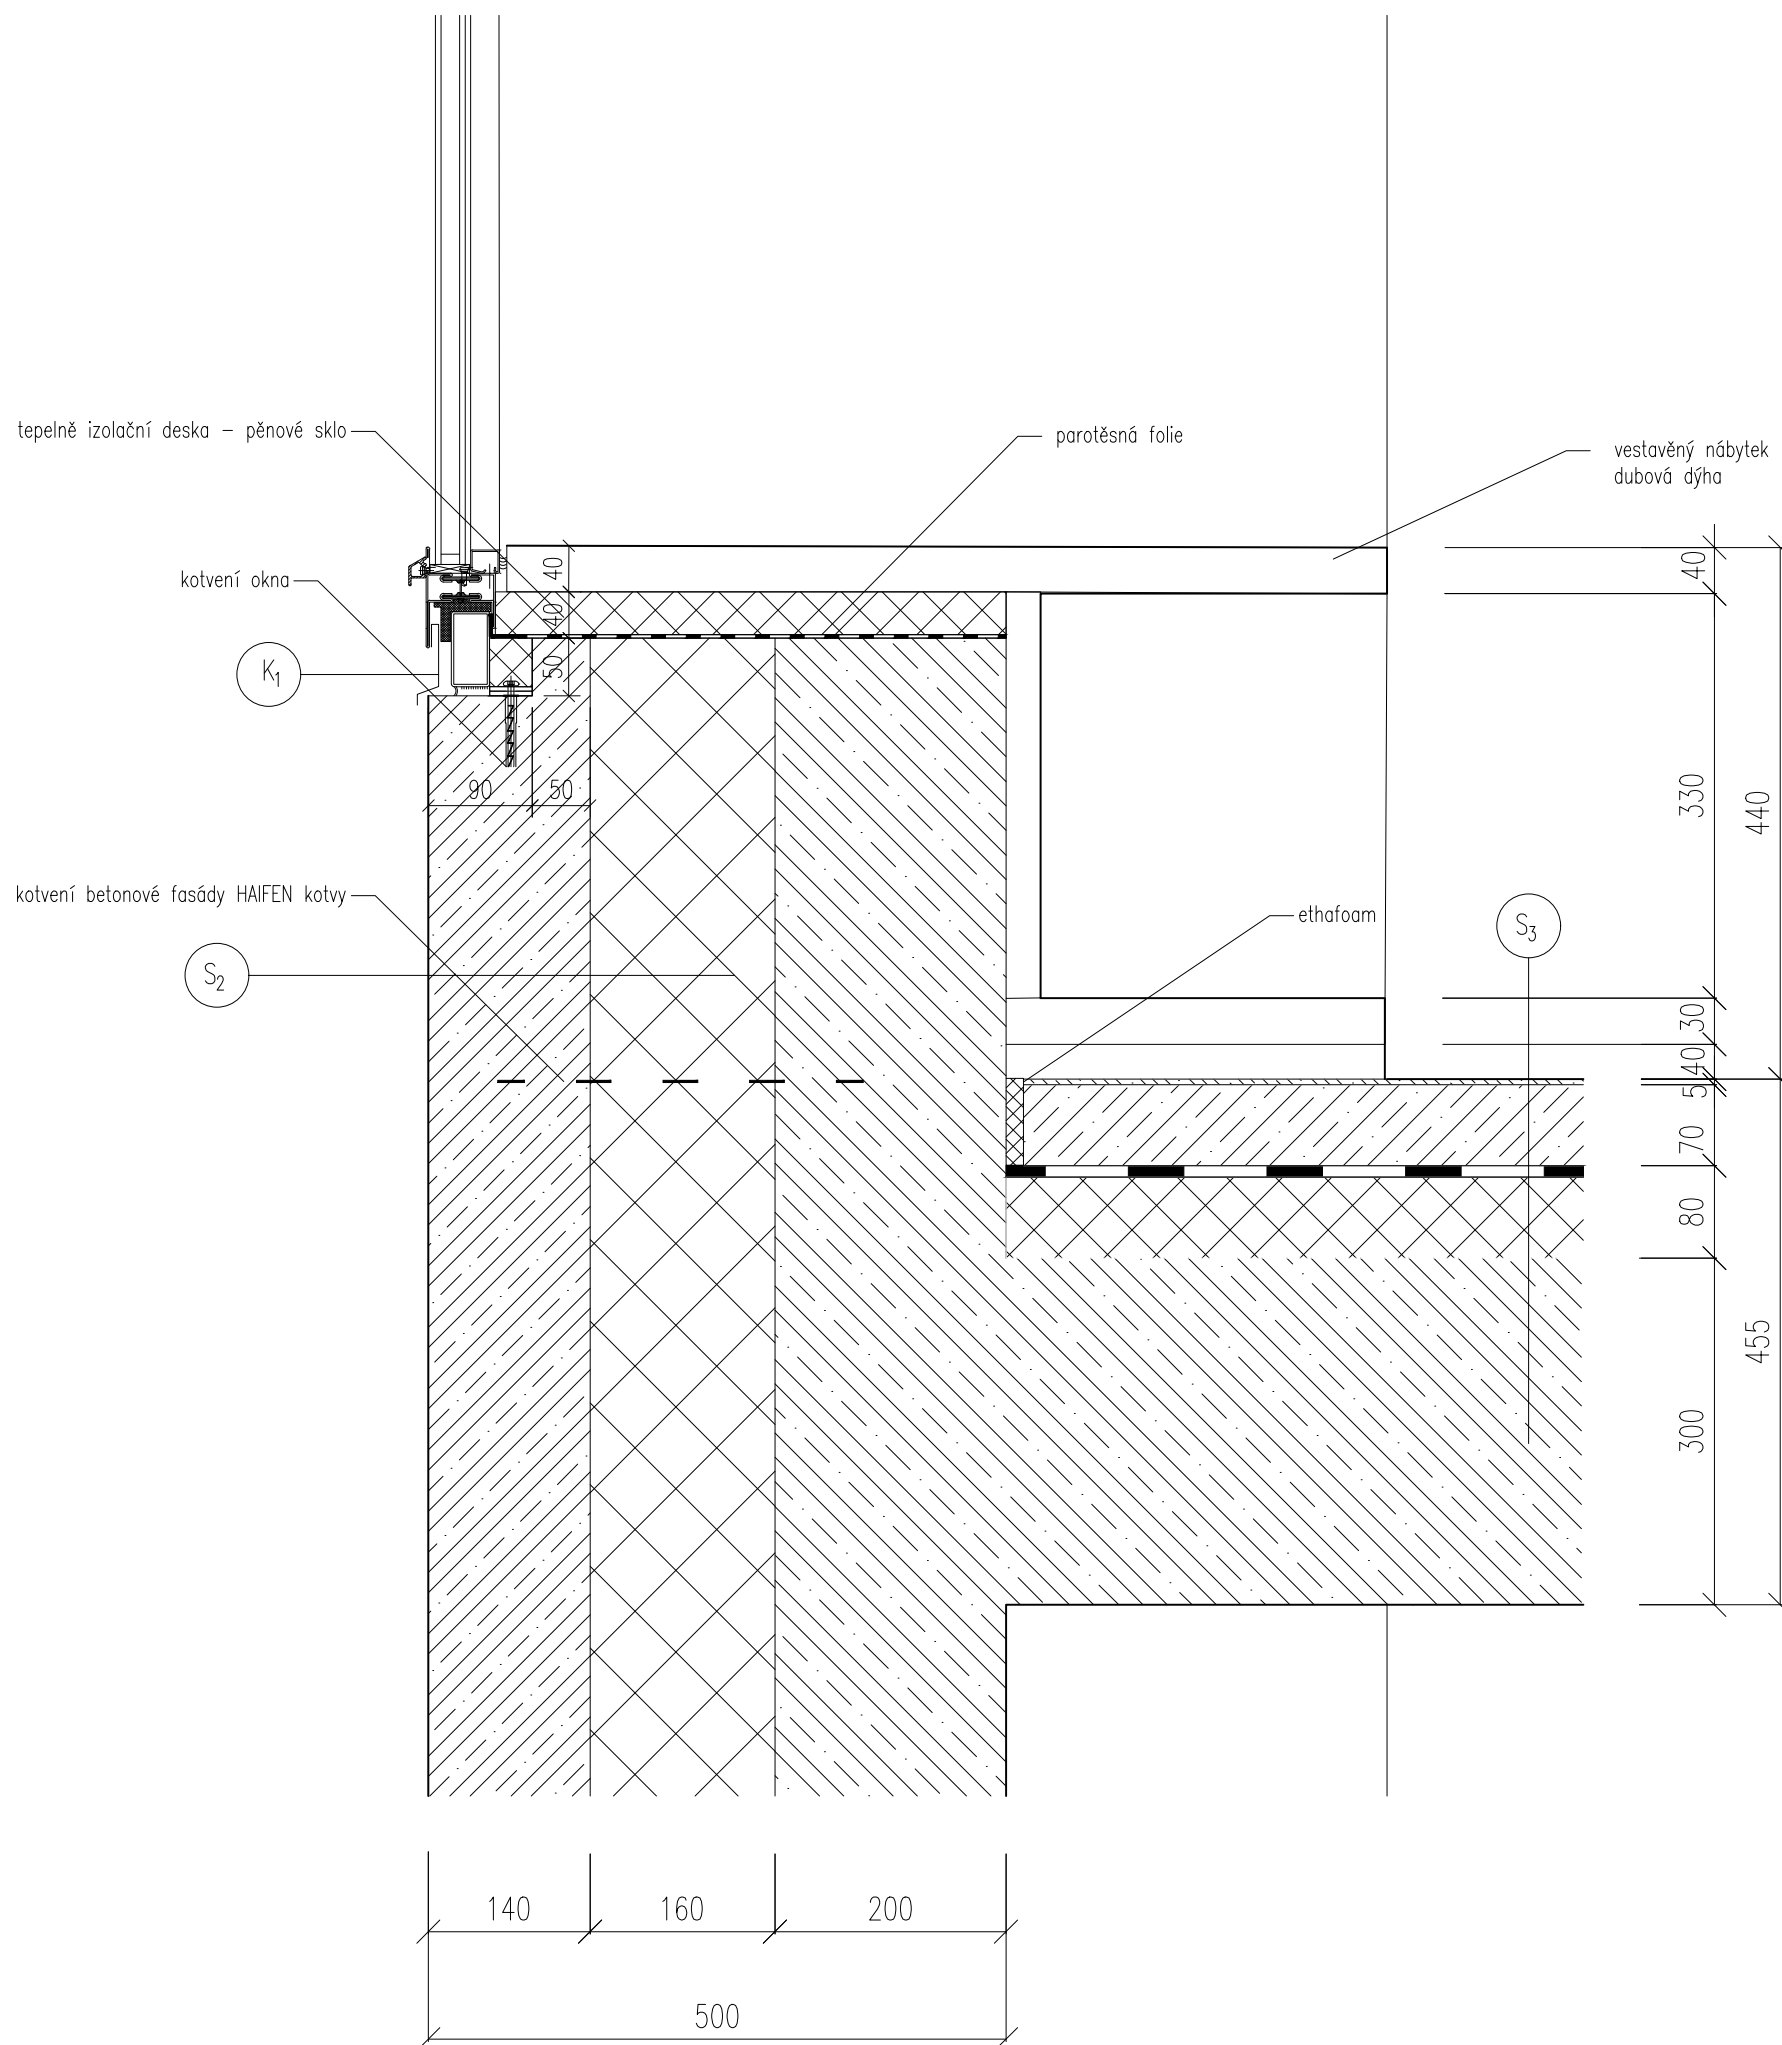 tepelně izolační deska – pěnové sklo
parotěsná folie
vestavěný nábytek
dubová dýha
kotvení okna
K1
40
40
50
90
50
40
330
440
kotvení betonové fasády HAIFEN kotvy
ethafoam
S3
S2
30
40
5
70
80
455
300
140
160
200
500